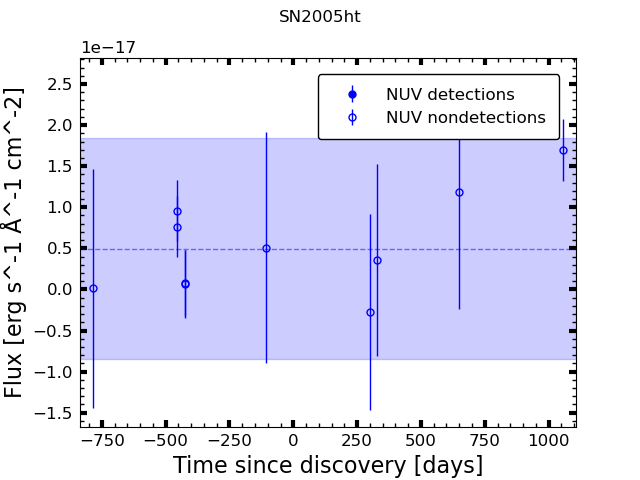 SN2005ht
1e−17
NUV detections
NUV nondetections
2.5
2.0
1.5
1.0
0.5
0.0
−0.5
−1.0
−1.5
Flux [erg s^-1 Å^-1 cm^-2]
−750 −500 −250 0 250 500 750 1000
Time since discovery [days]